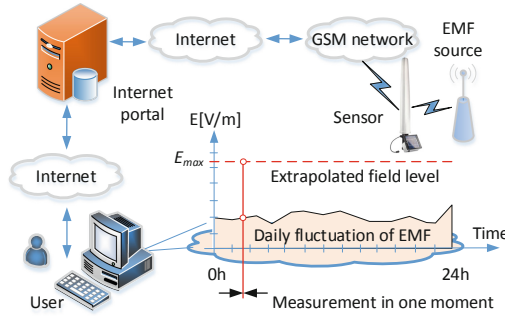 Internet
GSM network
EMF
source
Internet
portal
Sensor
E[V/m]
Emax
Extrapolated field level
Internet
Daily fluctuation of EMF
Time
0h
24h
User
Measurement in one moment